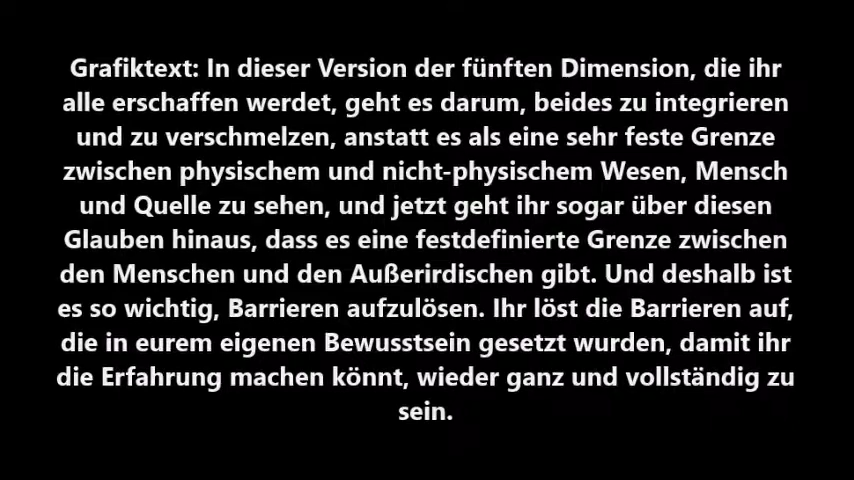 Grafiktext: In dieser Version der fünften Dimension, die ihr
alle erschaffen werdet, geht es darum, beides zu integrieren
und zu verschmelzen, anstatt es als eine sehr feste Grenze
zwischen physischem und nicht-physischem Wesen, Mensch
und Quelle zu sehen, und jetzt geht ihr sogar über diesen
Glauben hinaus, dass es eine festdefinierte Grenze zwischen
den Menschen und den Außerirdischen gibt. Und deshalb ist
es so wichtig, Barrieren aufzulösen. Ihr löst die Barrieren auf,
die in eurem eigenen Bewusstsein gesetzt wurden, damit ihr
die Erfahrung machen könnt, wieder ganz und vollständig zu
sein.